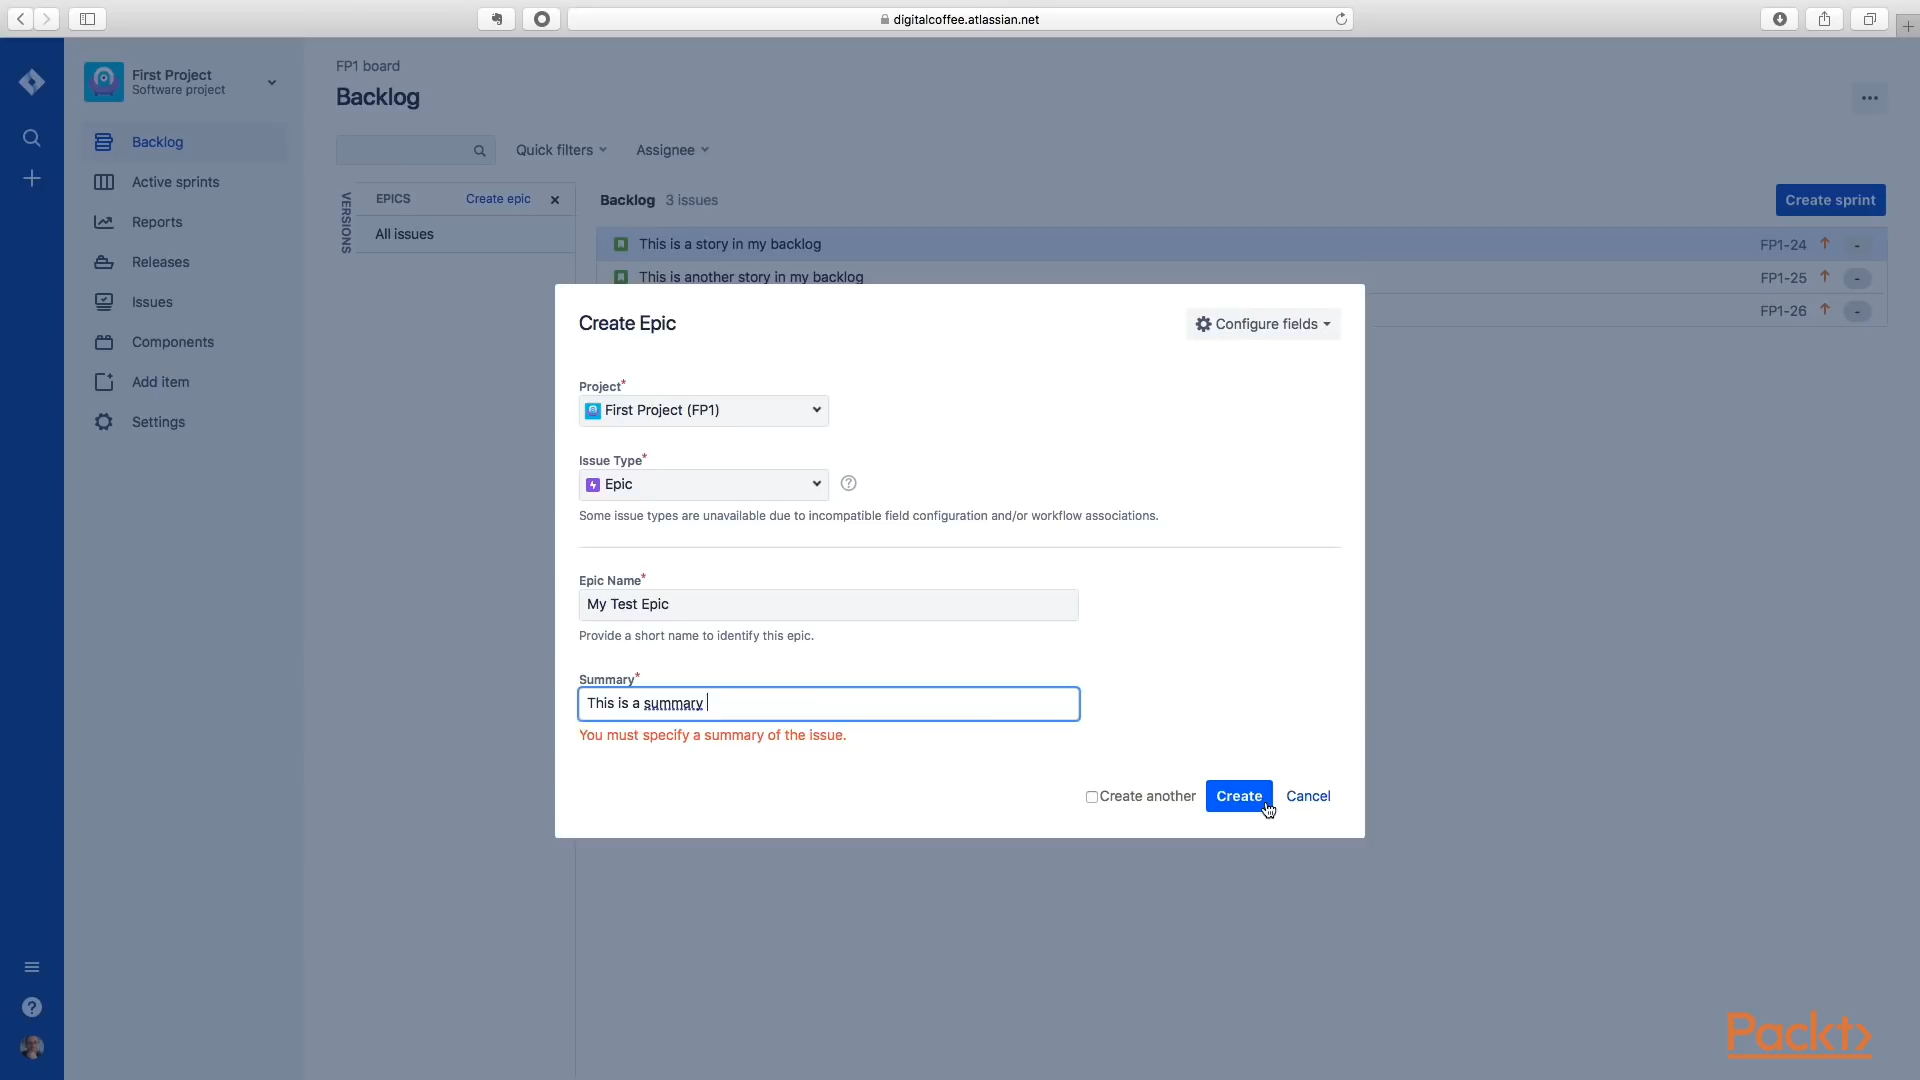 digitalcoffee.atlassian.net
First Project
Software project
Backlog
Active sprints
Reports
Releases
Issues
Components
Add item
Settings
FP1 board
Backlog
Quick filters
Assignee
VERSIONS
EPICS Create epic
All issues
Backlog 3 issues
Create sprint
This is a story in my backlog FP1-24 -
This is another story in my backlog FP1-25 -
FP1-26 -
Create Epic
Configure fields
Project*
First Project (FP1)
Issue Type*
Epic
Some issue types are unavailable due to incompatible field configuration and/or workflow associations.
Epic Name*
My Test Epic
Provide a short name to identify this epic.
Summary*
This is a summary
You must specify a summary of the issue.
Create another Create Cancel
Packt>